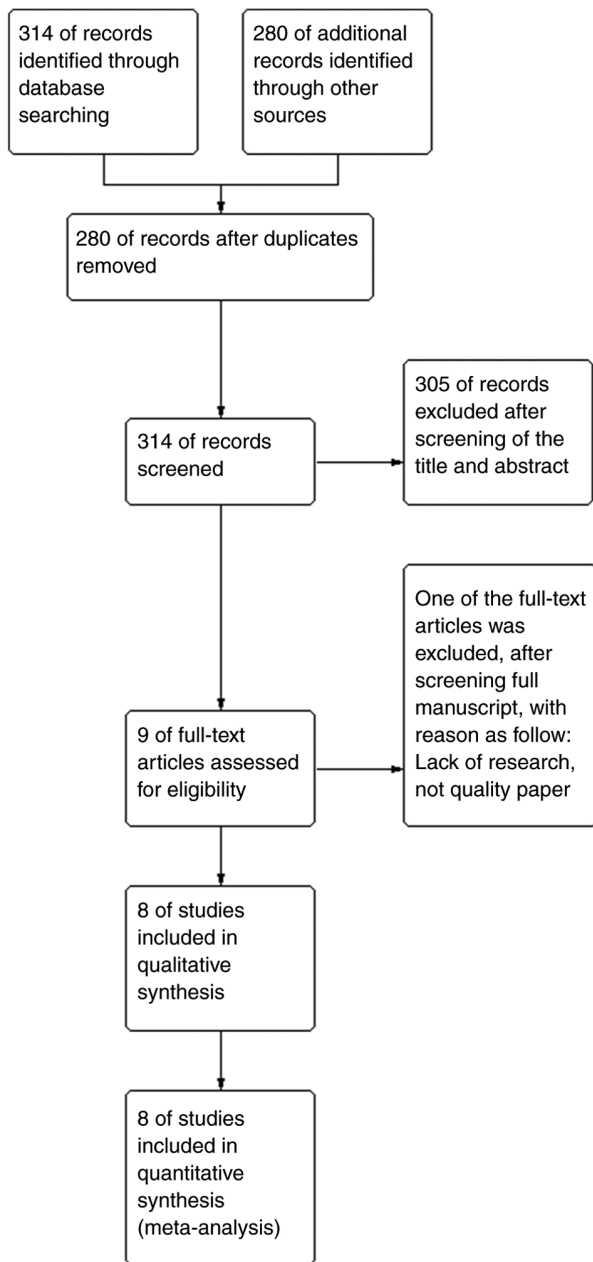 314 of records
identified through
database
searching
280 of additional
records identified
through other
sources
280 of records after duplicates
removed
314 of records
screened
305 of records
excluded after
screening of the
title and abstract
9 of full-text
articles assessed
for eligibility
One of the full-text
articles was
excluded, after
screening full
manuscript, with
reason as follow:
Lack of research,
not quality paper
8 of studies
included in
qualitative
synthesis
8 of studies
included in
quantitative
synthesis
(meta-analysis)